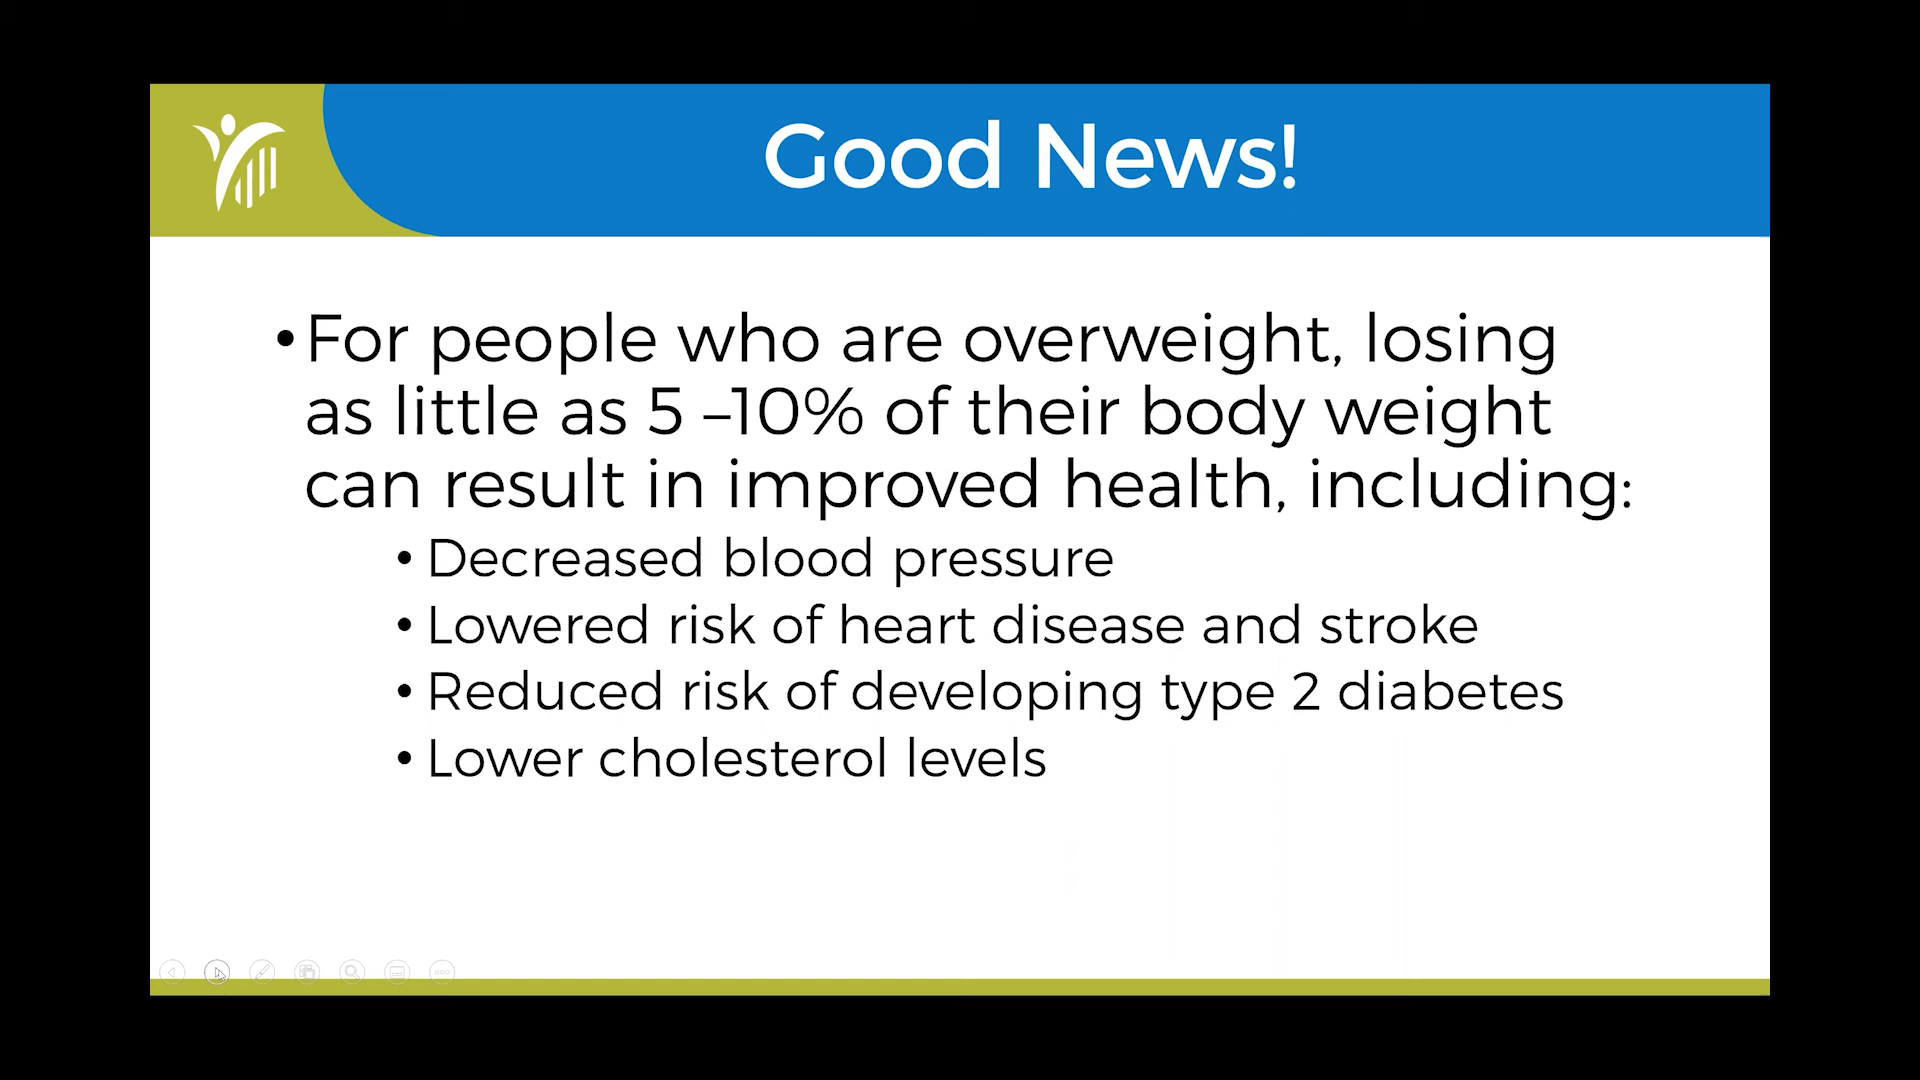 Good News!
•For people who are overweight, losing
as little as 5 –10% of their body weight
can result in improved health, including:
• Decreased blood pressure
• Lowered risk of heart disease and stroke
• Reduced risk of developing type 2 diabetes
• Lower cholesterol levels